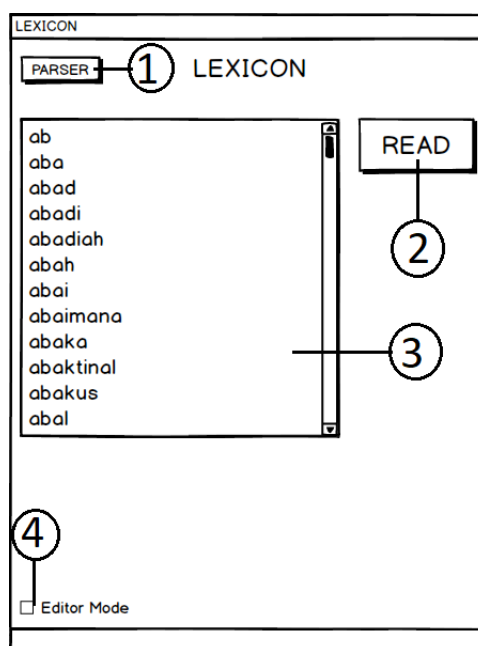 LEXICON
PARSER 1 LEXICON
ab
aba
abad
abadi
abadiah
abah
abai
abaimana
abaka
abaktinal
abakus
abal
READ
2
3
4
Editor Mode